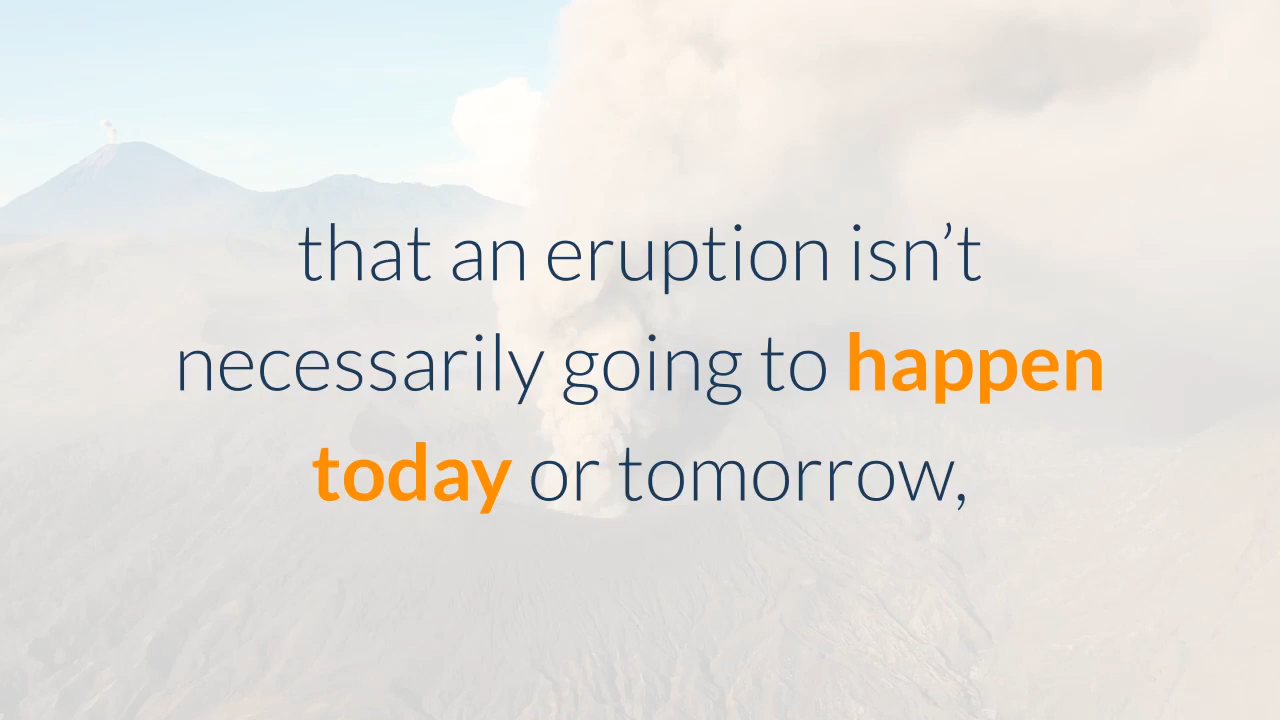 that an eruption isn’t
necessarily going to happen
today or tomorrow,